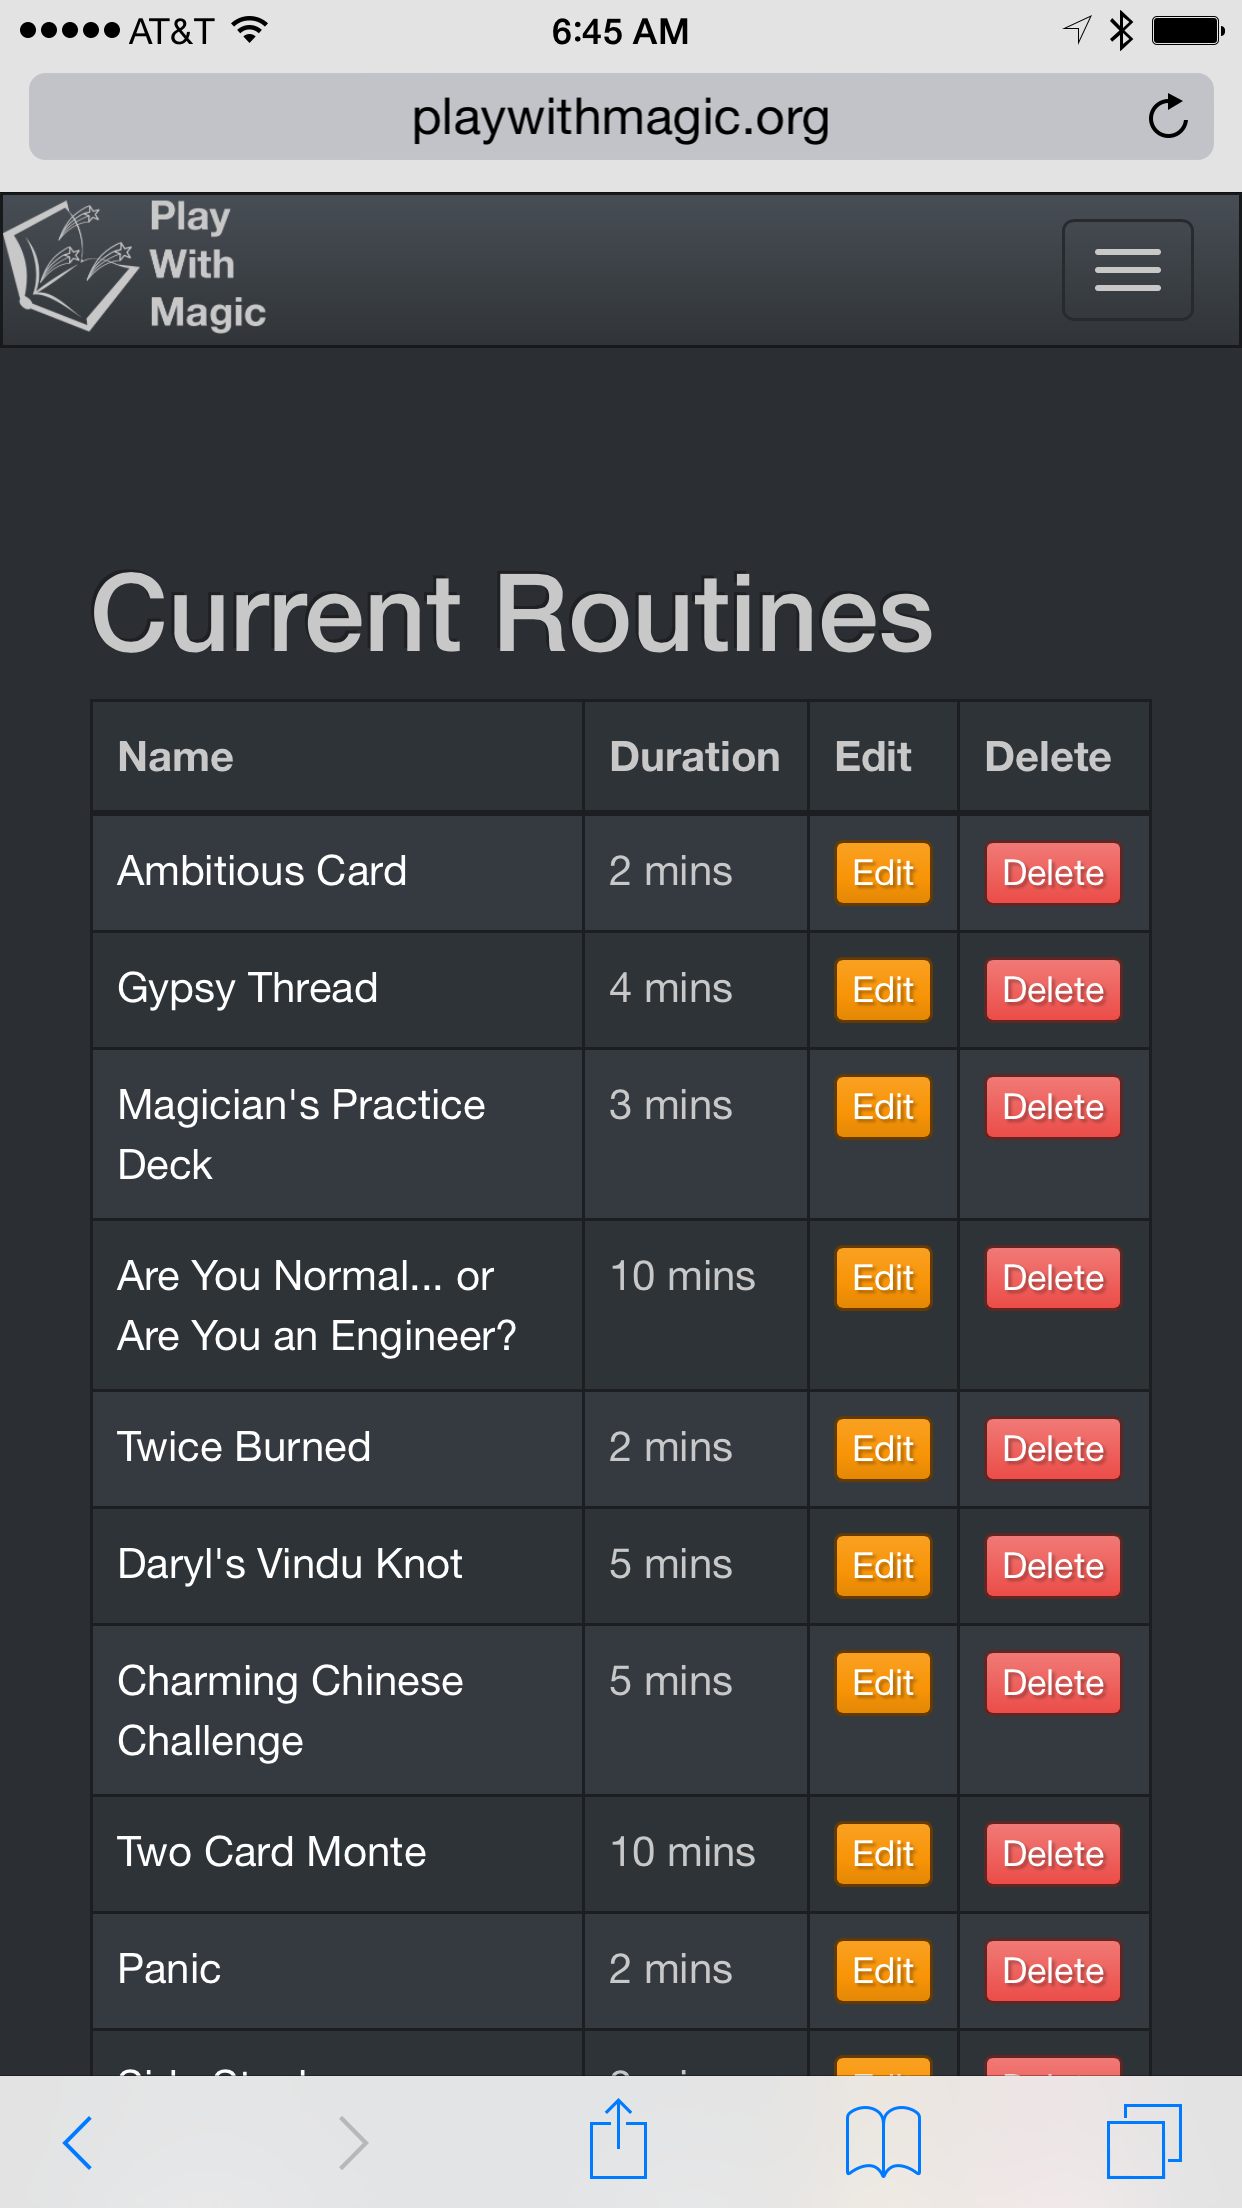 AT&T 6:45 AM
playwithmagic.org
Play
With
Magic
Current Routines
Name Duration Edit Delete
Ambitious Card 2 mins Edit Delete
Gypsy Thread 4 mins Edit Delete
Magician's Practice 3 mins Edit Delete
Deck
Are You Normal... or 10 mins Edit Delete
Are You an Engineer?
Twice Burned 2 mins Edit Delete
Daryl's Vindu Knot 5 mins Edit Delete
Charming Chinese 5 mins Edit Delete
Challenge
Two Card Monte 10 mins Edit Delete
Panic 2 mins Edit Delete